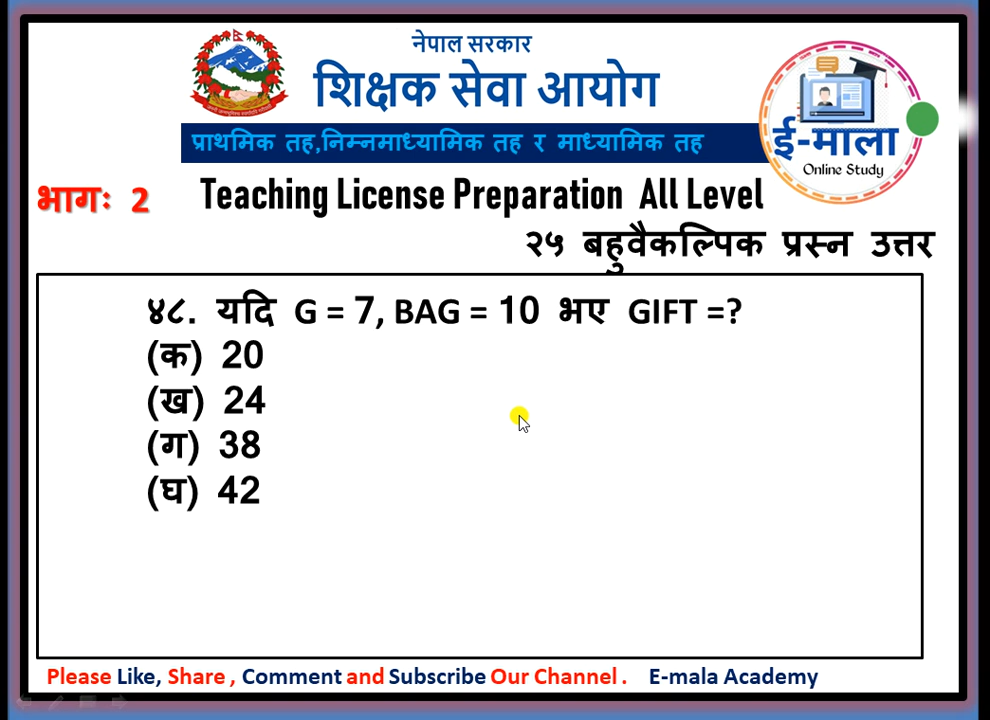 नेपाल सरकार
शिक्षक सेवा आयोग
प्राथमिक तह,निम्नमाध्यामिक तह र माध्यामिक तह
ई-माला
Online Study
भागः 2
Teaching License Preparation All Level
२५ बहुवैकल्पिक प्रस्न उत्तर
४८. यदि G = 7, BAG = 10 भए GIFT =?
(क) 20
(ख) 24
(ग) 38
(घ) 42
Please Like, Share , Comment and Subscribe Our Channel . E-mala Academy